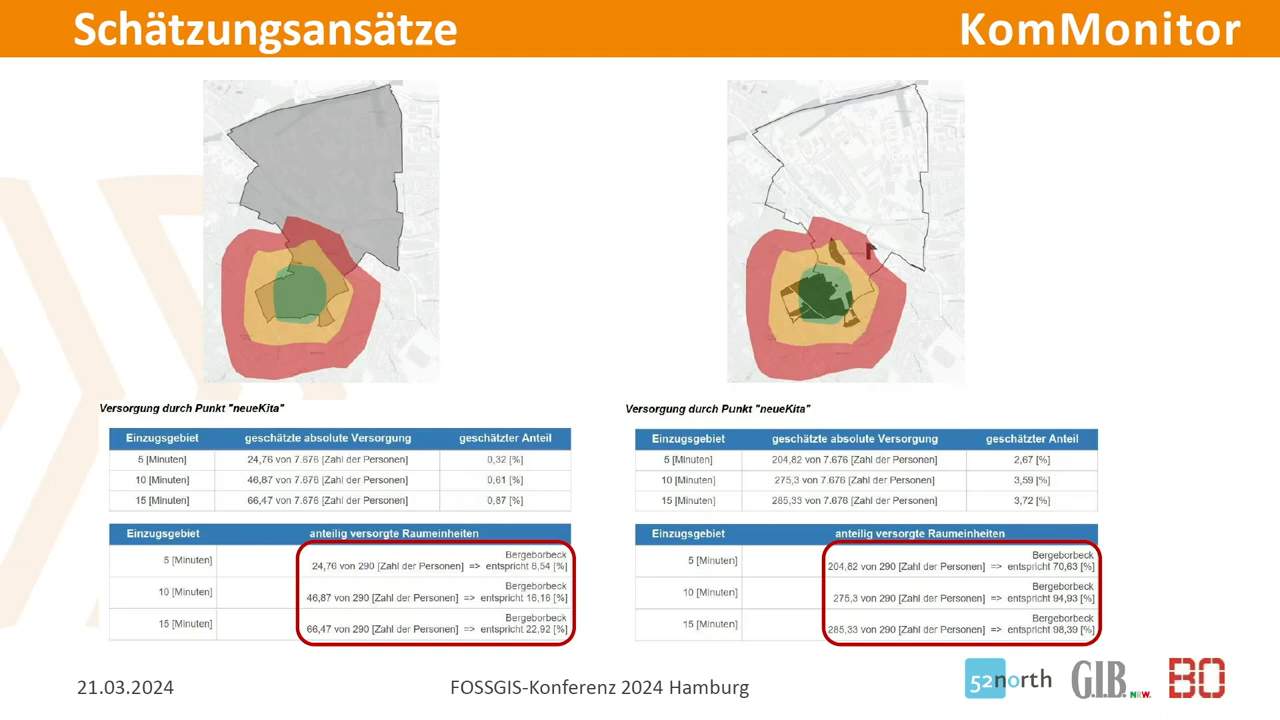 Schätzungsansätze
KomMonitor
Versorgung durch Punkt "neueKita"
Einzugsgebiet geschätzte absolute Versorgung geschätzter Anteil
5 [Minuten] 24,76 von 7.676 [Zahl der Personen] 0,32 [%]
10 [Minuten] 46,87 von 7.676 [Zahl der Personen] 0,61 [%]
15 [Minuten] 66,47 von 7.676 [Zahl der Personen] 0,87 [%]
Einzugsgebiet anteilig versorgte Raumeinheiten
Bergeborbeck
5 [Minuten] 24,76 von 290 [Zahl der Personen] => entspricht 8,54 [%]
Bergeborbeck
10 [Minuten] 46,87 von 290 [Zahl der Personen] => entspricht 16,16 [%]
Bergeborbeck
15 [Minuten] 66,47 von 290 [Zahl der Personen] => entspricht 22,92 [%]
Versorgung durch Punkt "neueKita"
Einzugsgebiet geschätzte absolute Versorgung geschätzter Anteil
5 [Minuten] 204,82 von 7.676 [Zahl der Personen] 2,67 [%]
10 [Minuten] 275,3 von 7.676 [Zahl der Personen] 3,59 [%]
15 [Minuten] 285,33 von 7.676 [Zahl der Personen] 3,72 [%]
Einzugsgebiet anteilig versorgte Raumeinheiten
Bergeborbeck
5 [Minuten] 204,82 von 290 [Zahl der Personen] => entspricht 70,63 [%]
Bergeborbeck
10 [Minuten] 275,3 von 290 [Zahl der Personen] => entspricht 94,93 [%]
Bergeborbeck
15 [Minuten] 285,33 von 290 [Zahl der Personen] => entspricht 98,39 [%]
21.03.2024
FOSSGIS-Konferenz 2024 Hamburg
52north
G.I.B. NRW.
BO